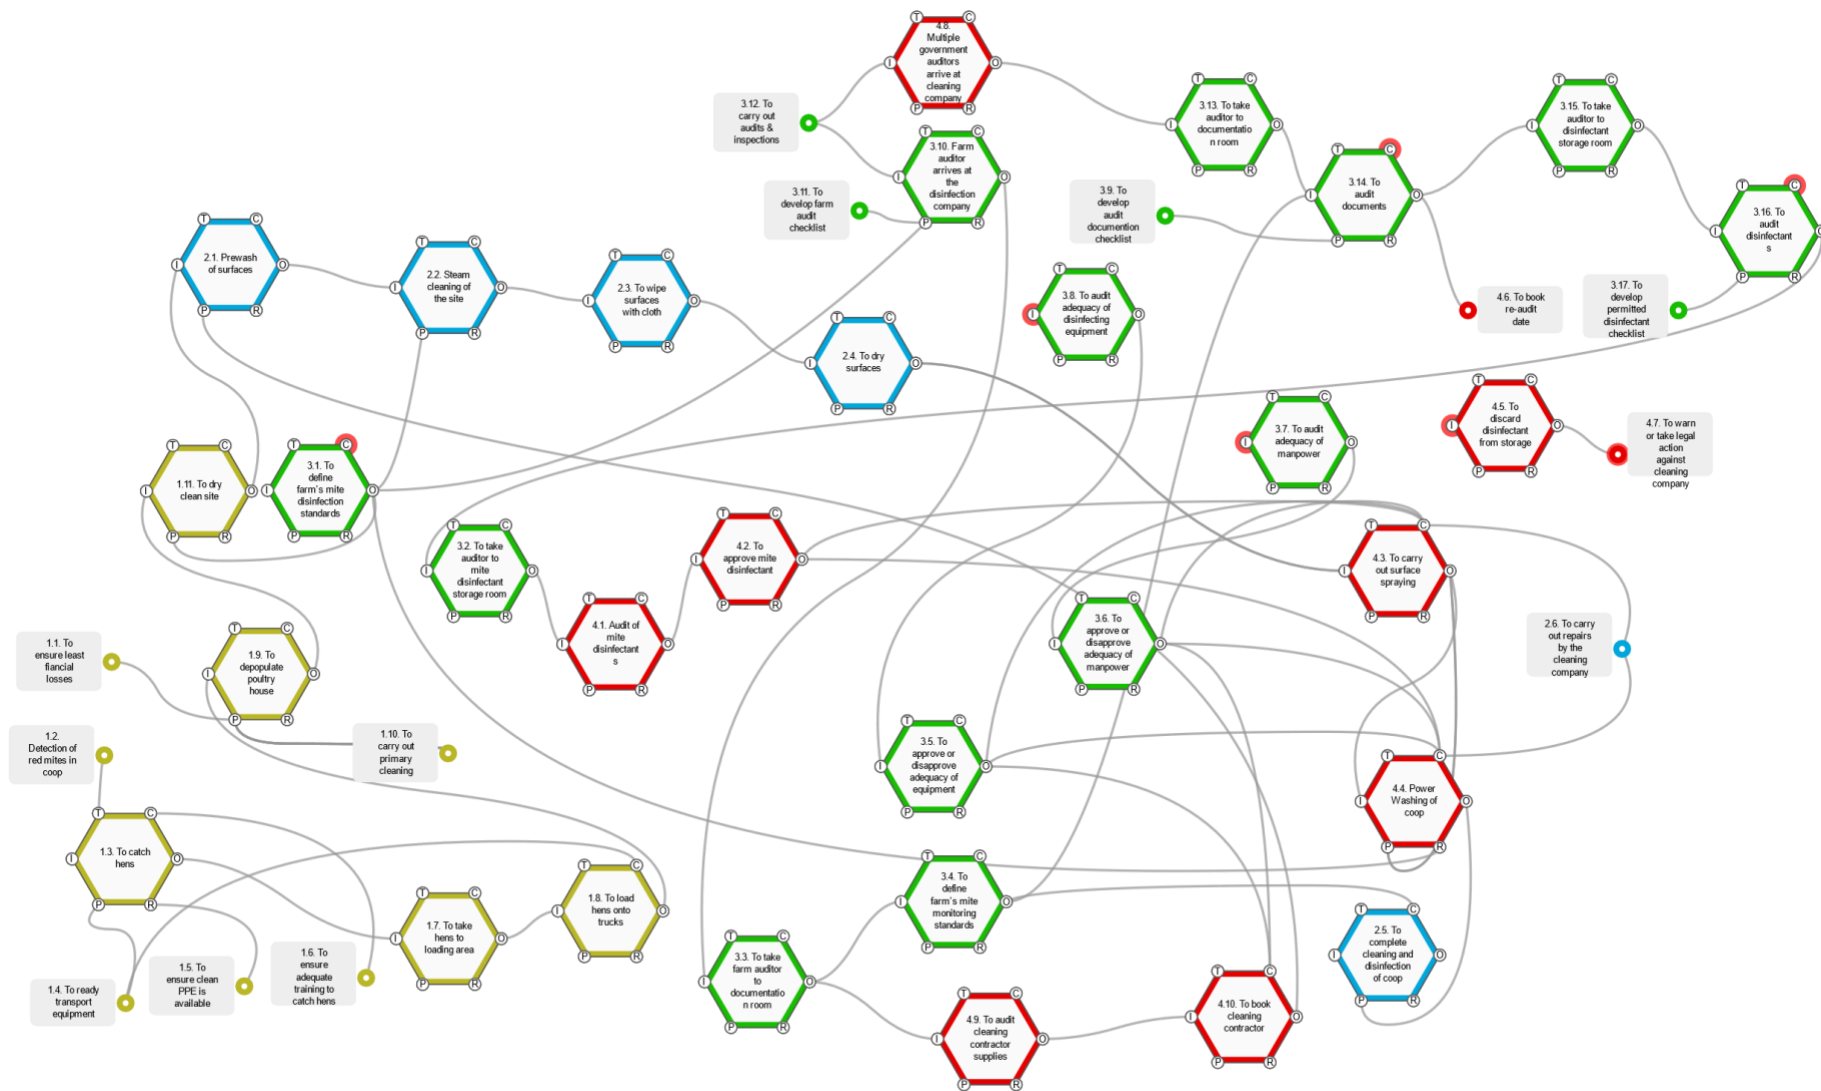 4.8.
Multiple
government
auditors
arrive at
cleaning
company
3.12. To
carry out
audits &
inspections
3.13. To take
auditor to
documentatio
n room
3.15. To take
auditor to
disinfectant
storage room
3.10. Farm
auditor
arrives at
the
disinfection
company
3.11. To
develop farm
audit
checklist
3.9. To
develop
audit
documention
checklist
3.14. To
audit
documents
3.16. To
audit
disinfectant
s
2.1. Prewash
of surfaces
2.2. Steam
cleaning of
the site
2.3. To wipe
surfaces
with cloth
2.4. To dry
surfaces
3.8. To audit
adequacy of
disinfecting
equipment
4.6. To book
re-audit
date
3.17. To
develop
permitted
disinfectant
checklist
4.5. To
discard
disinfectant
from storage
4.7. To warn
or take legal
action
against
cleaning
company
3.7. To audit
adequacy of
manpower
1.11. To dry
clean site
3.1. To
define
farm's mite
disinfection
standards
3.2. To take
auditor to
mite
disinfectant
storage room
4.2. To
approve mite
disinfectant
4.1. Audit of
mite
disinfectant
s
4.3. To carry
out surface
spraying
3.6. To
approve or
disapprove
adequacy of
manpower
2.6. To carry
out repairs
by the
cleaning
company
1.1. To
ensure least
fiancial
losses
1.9. To
depopulate
poultry
house
1.2.
Detection of
red mites in
coop
1.10. To
carry out
primary
cleaning
3.5. To
approve or
disapprove
adequacy of
equipment
4.4. Power
Washing of
coop
1.3. To catch
hens
1.7. To take
hens to
loading area
1.8. To load
hens onto
trucks
3.4. To
define
farm's mite
monitoring
standards
2.5. To
complete
cleaning and
disinfection
of coop
1.4. To ready
transport
equipment
1.5. To
ensure clean
PPE is
available
1.6. To
ensure
adequate
training to
catch hens
3.3. To take
farm auditor
to
documentatio
n room
4.9. To audit
cleaning
contractor
supplies
4.10. To book
cleaning
contractor